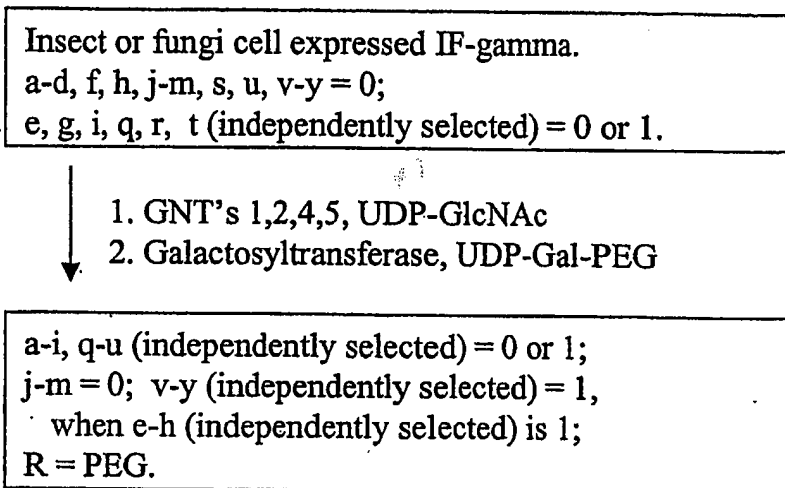 Insect or fungi cell expressed IF-gamma.
a-d, f, h, j-m, s, u, v-y = 0;
e, g, i, q, r, t (independently selected) = 0 or 1.
1. GNT's 1,2,4,5, UDP-GlcNAc
2. Galactosyltransferase, UDP-Gal-PEG
a-i, q-u (independently selected) = 0 or 1;
j-m = 0; v-y (independently selected) = 1,
when e-h (independently selected) is 1;
R = PEG.